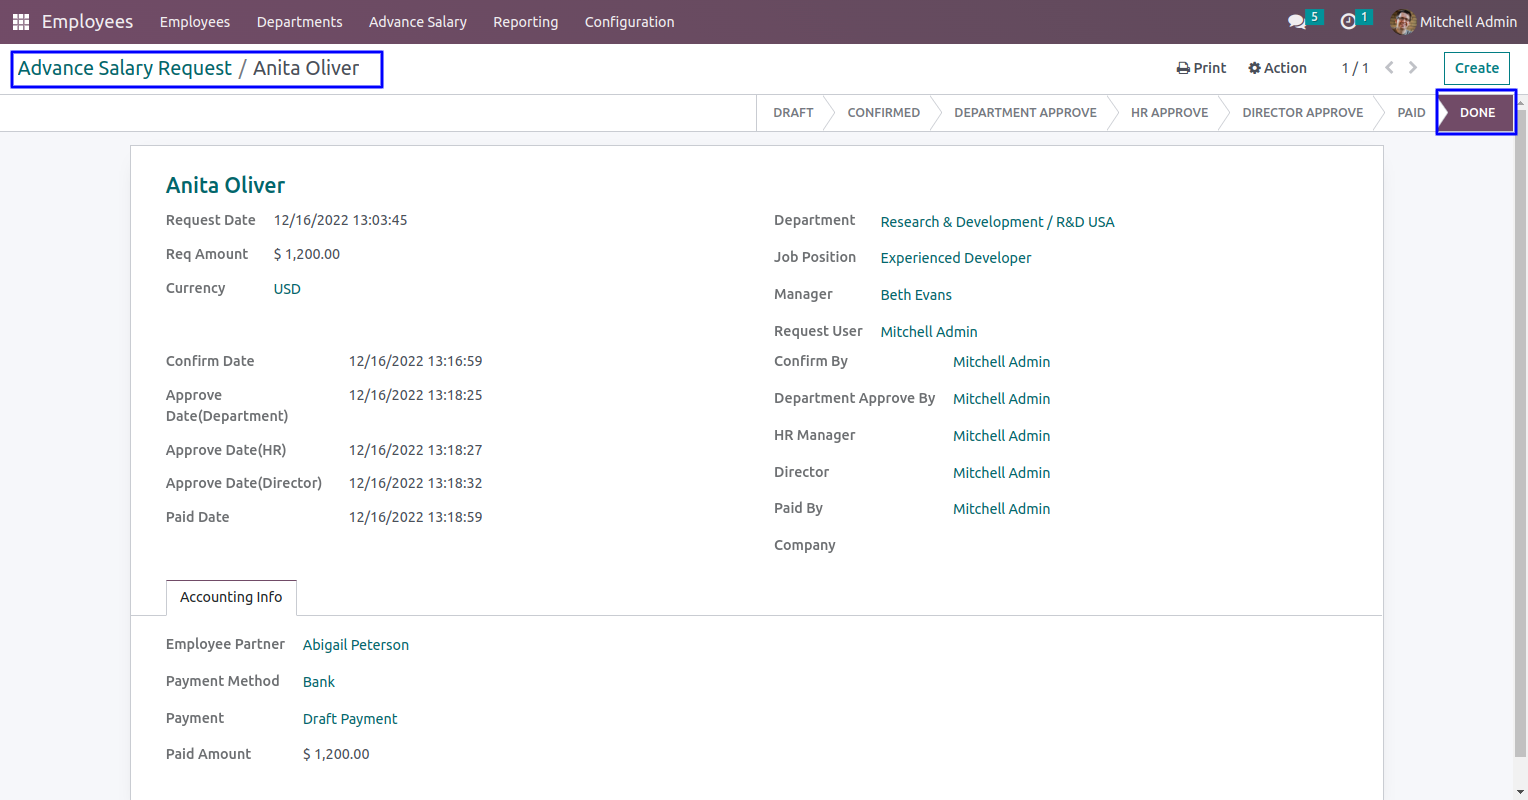 Employees Employees Departments Advance Salary Reporting Configuration 5 1 Mitchell Admin
Advance Salary Request / Anita Oliver Print Action 1 / 1 Create
DRAFT CONFIRMED DEPARTMENT APPROVE HR APPROVE DIRECTOR APPROVE PAID DONE
Anita Oliver
Request Date 12/16/2022 13:03:45
Req Amount $ 1,200.00
Currency USD
Department Research & Development / R&D USA
Job Position Experienced Developer
Manager Beth Evans
Request User Mitchell Admin
Confirm Date 12/16/2022 13:16:59
Approve Date(Department) 12/16/2022 13:18:25
Approve Date(HR) 12/16/2022 13:18:27
Approve Date(Director) 12/16/2022 13:18:32
Paid Date 12/16/2022 13:18:59
Confirm By Mitchell Admin
Department Approve By Mitchell Admin
HR Manager Mitchell Admin
Director Mitchell Admin
Paid By Mitchell Admin
Company
Accounting Info
Employee Partner Abigail Peterson
Payment Method Bank
Payment Draft Payment
Paid Amount $ 1,200.00